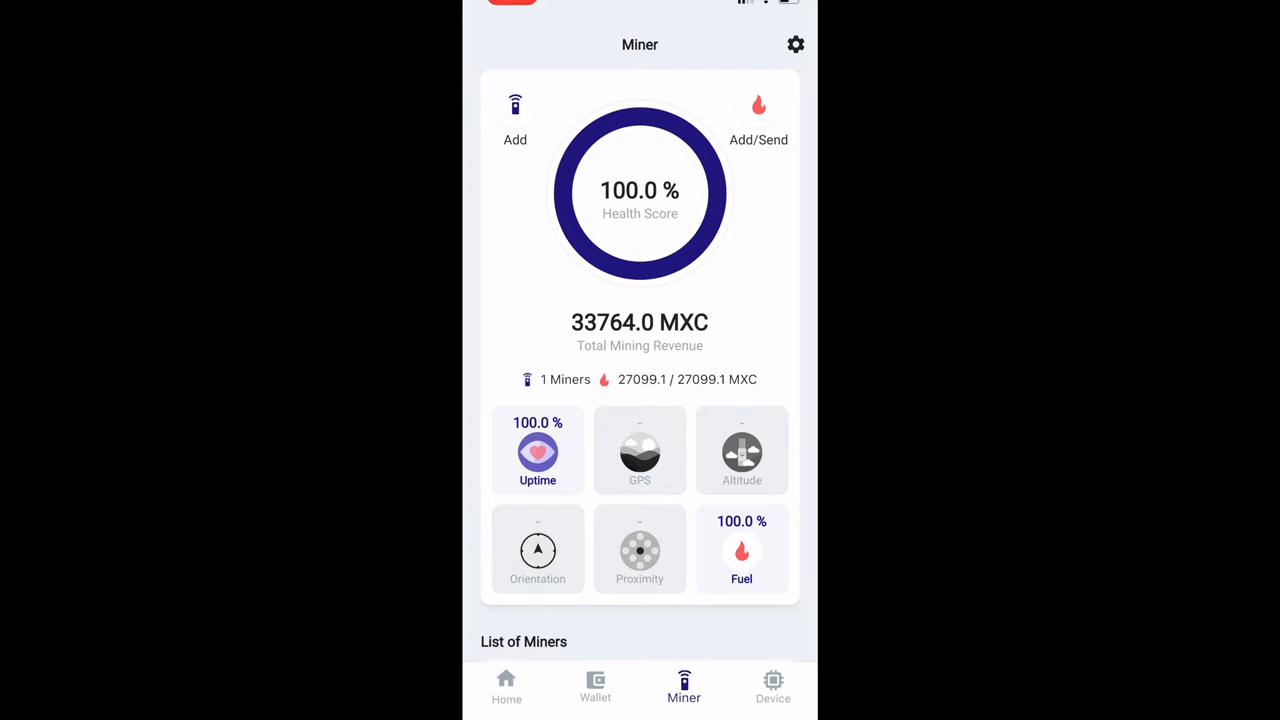 Miner
Add
Add/Send
100.0 %
Health Score
33764.0 MXC
Total Mining Revenue
1 Miners 27099.1 / 27099.1 MXC
100.0 % - -
Uptime GPS Altitude
- - 100.0 %
Orientation Proximity Fuel
List of Miners
Home Wallet Miner Device